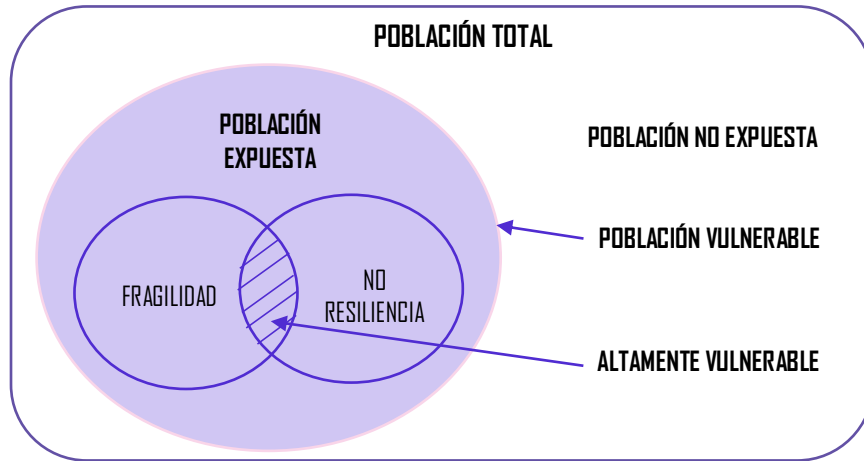 POBLACIÓN TOTAL
POBLACIÓN
EXPUESTA
POBLACIÓN NO EXPUESTA
POBLACIÓN VULNERABLE
FRAGILIDAD
NO
RESILIENCIA
ALTAMENTE VULNERABLE